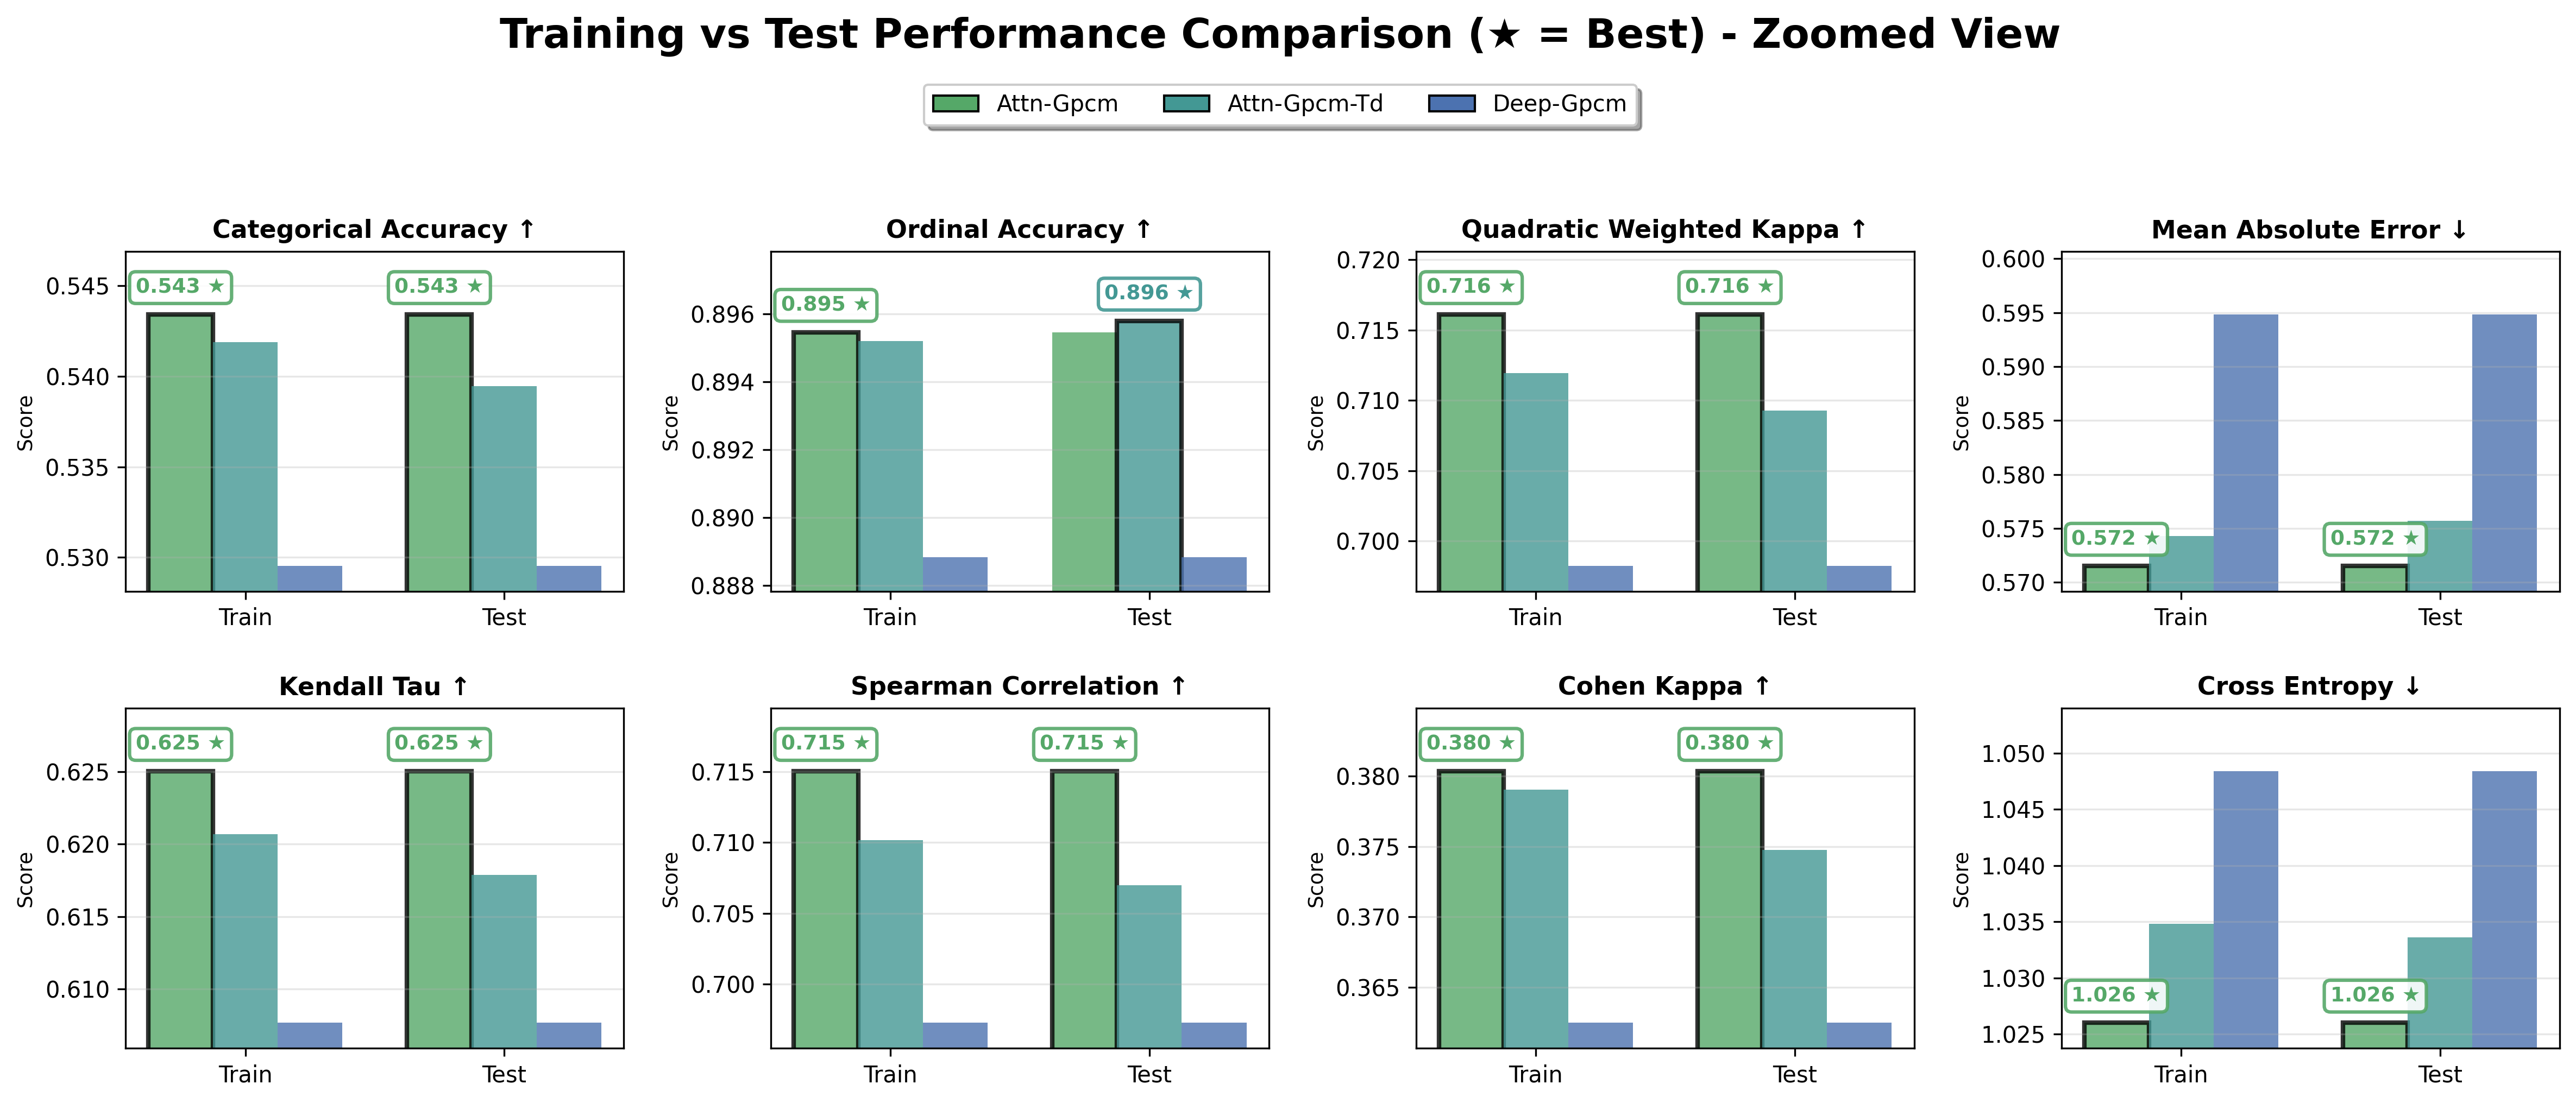 Training vs Test Performance Comparison (★ = Best) - Zoomed View
Attn-Gpcm Attn-Gpcm-Td Deep-Gpcm
Categorical Accuracy ↑
Score
0.545
0.540
0.535
0.530
0.543 ★
0.543 ★
Train Test
Ordinal Accuracy ↑
Score
0.896
0.894
0.892
0.890
0.888
0.895 ★
0.896 ★
Train Test
Quadratic Weighted Kappa ↑
Score
0.720
0.715
0.710
0.705
0.700
0.716 ★
0.716 ★
Train Test
Mean Absolute Error ↓
Score
0.600
0.595
0.590
0.585
0.580
0.575
0.570
0.572 ★
0.572 ★
Train Test
Kendall Tau ↑
Score
0.625
0.620
0.615
0.610
0.625 ★
0.625 ★
Train Test
Spearman Correlation ↑
Score
0.715
0.710
0.705
0.700
0.715 ★
0.715 ★
Train Test
Cohen Kappa ↑
Score
0.380
0.375
0.370
0.365
0.380 ★
0.380 ★
Train Test
Cross Entropy ↓
Score
1.050
1.045
1.040
1.035
1.030
1.025
1.026 ★
1.026 ★
Train Test